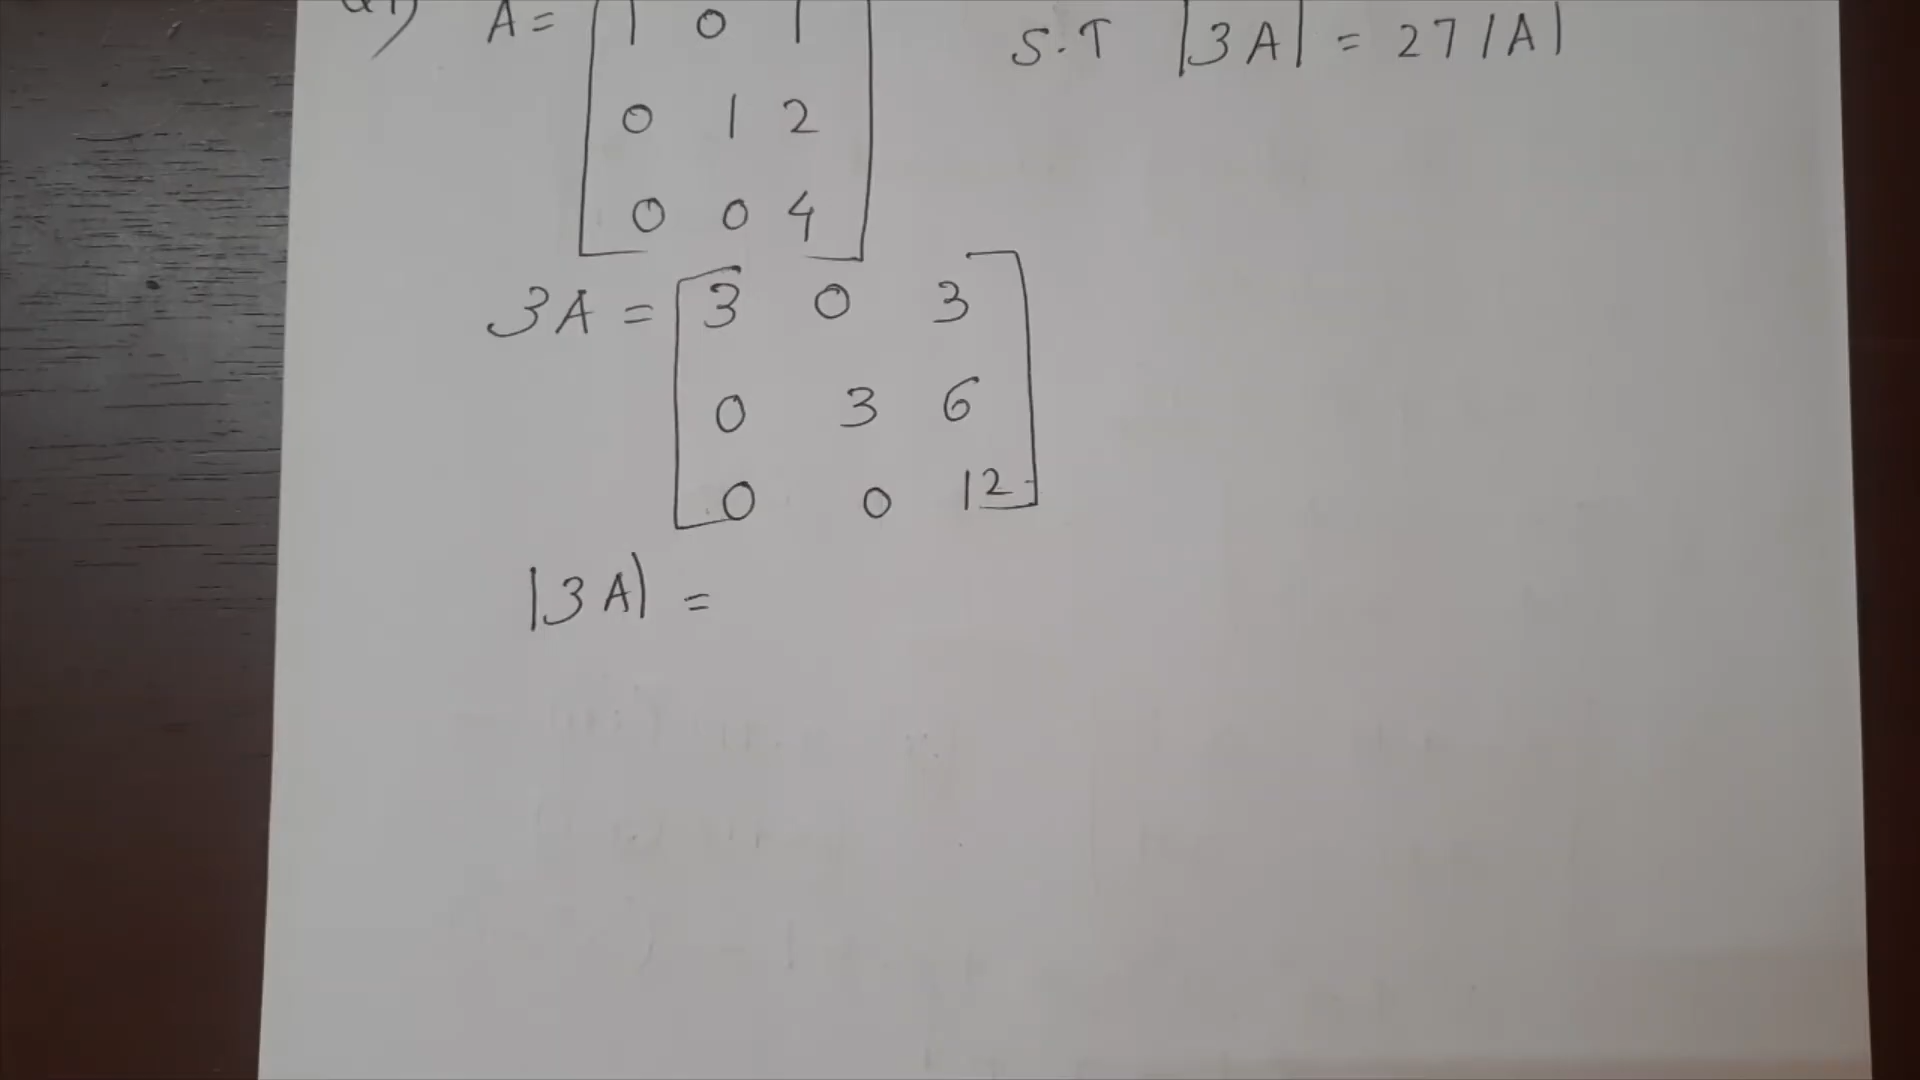 A = [ 1 0 1   S.T |3A| = 27|A|
0 1 2
0 0 4 ]
3A = [ 3 0 3
0 3 6
0 0 12 ]
|3A| =